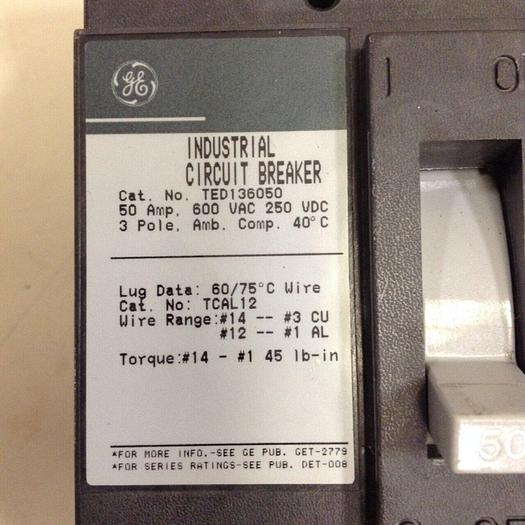 GE
INDUSTRIAL
CIRCUIT BREAKER
Cat. No. TED136050
50 Amp, 600 VAC 250 VDC
3 Pole, Amb. Comp. 40°C
Lug Data: 60/75°C Wire
Cat. No: TCAL12
Wire Range:#14 -- #3 CU
#12 -- #1 AL
Torque:#14 - #1 45 lb-in
*FOR MORE INFO.-SEE GE PUB. GET-2779
*FOR SERIES RATINGS-SEE PUB. DET-008
I
50